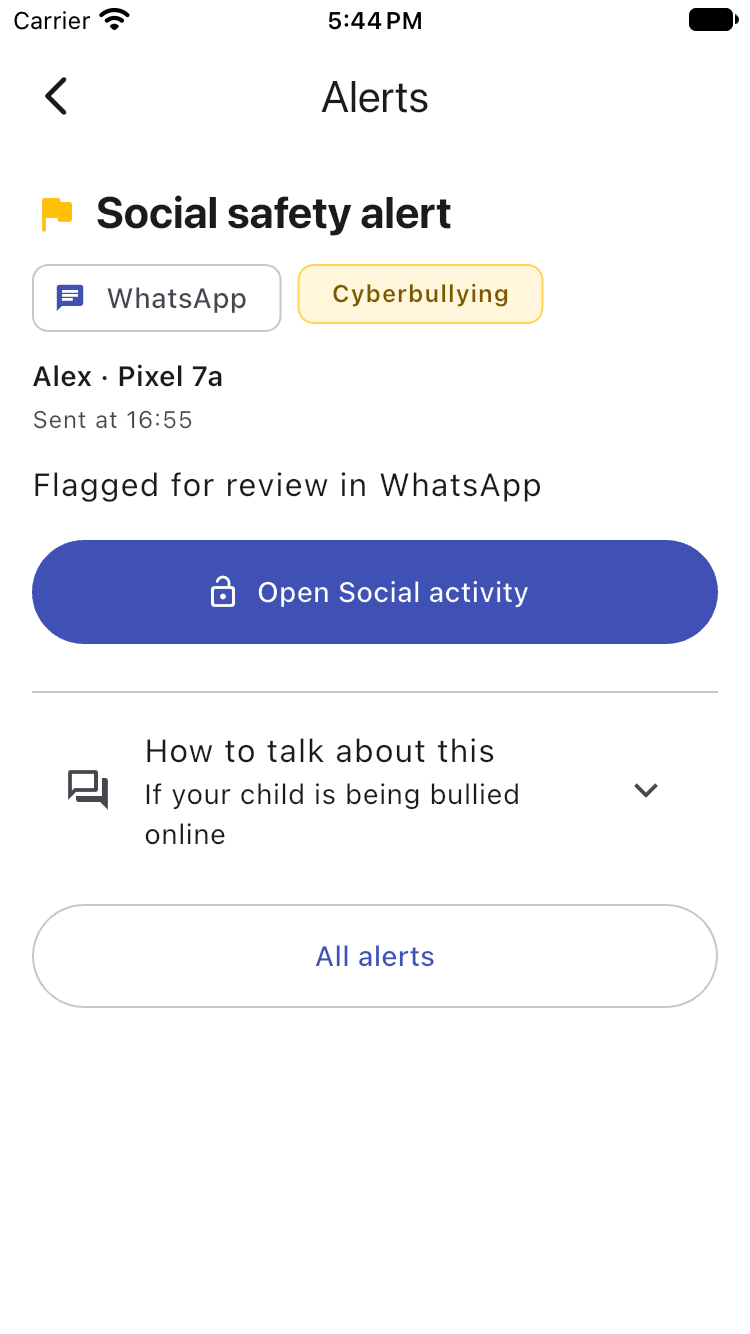 Carrier 5:44 PM
Alerts
Social safety alert
WhatsApp Cyberbullying
Alex · Pixel 7a
Sent at 16:55
Flagged for review in WhatsApp
Open Social activity
How to talk about this
If your child is being bullied
online
All alerts